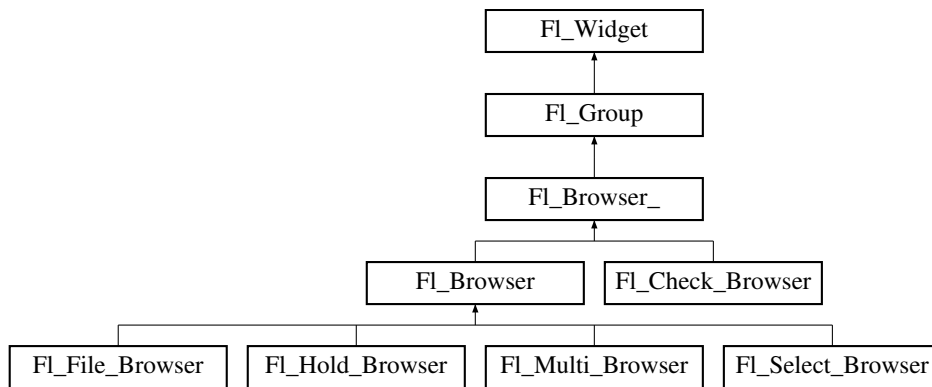 Fl_Widget
Fl_Group
Fl_Browser_
Fl_Browser
Fl_Check_Browser
Fl_File_Browser
Fl_Hold_Browser
Fl_Multi_Browser
Fl_Select_Browser